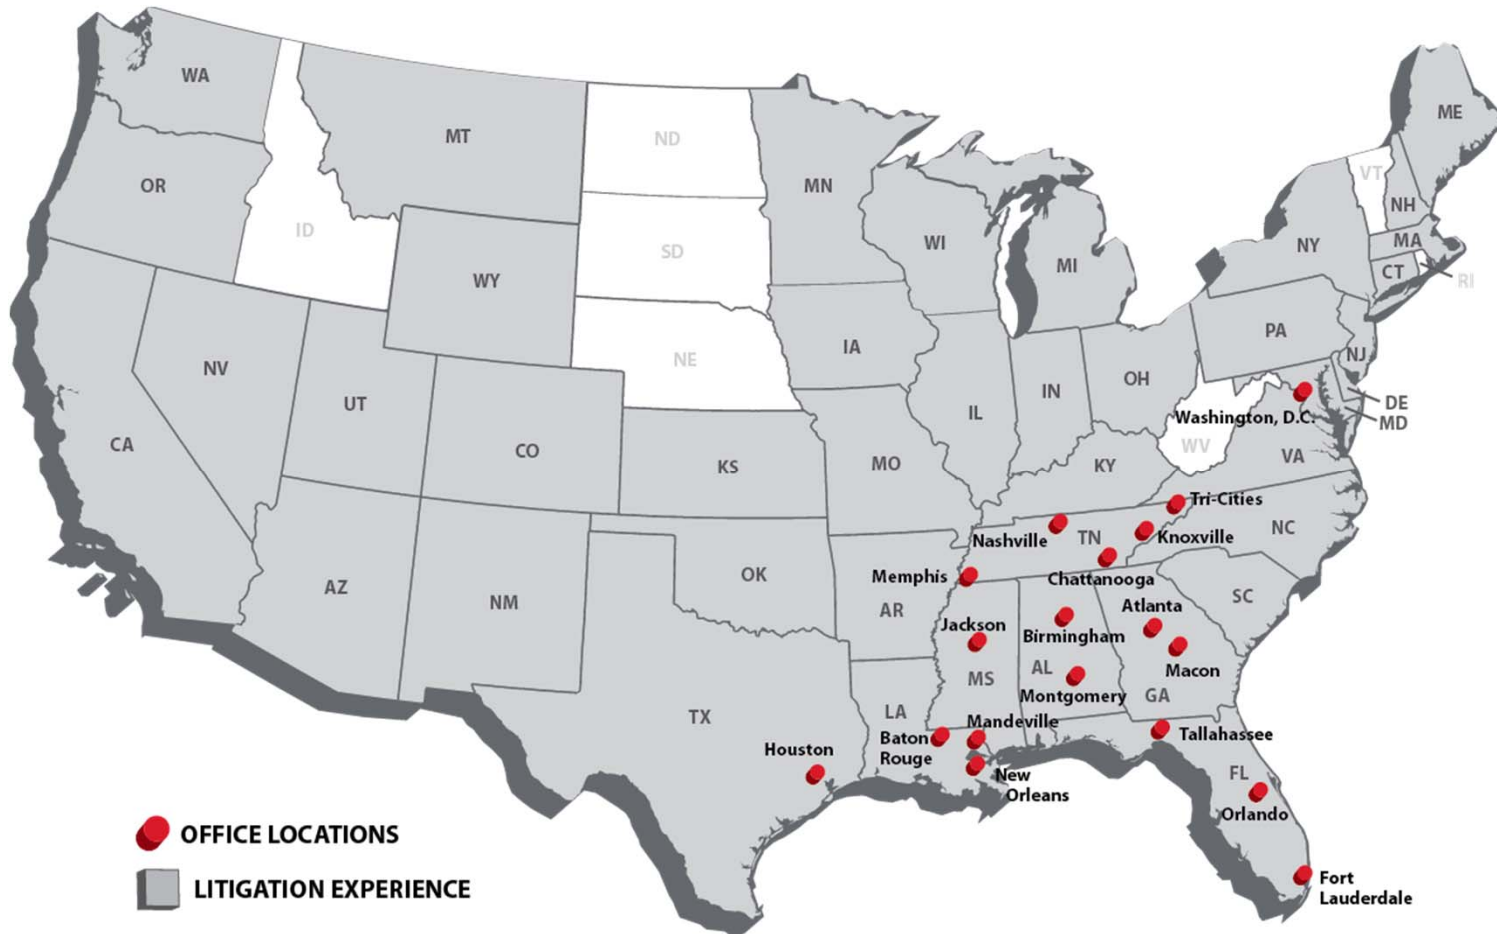 WA
MT
ND
MN
ME
OR
ID
SD
WI
MI
VT
NH
NY
MA
CT
RI
WY
IA
PA
NJ
NE
NV
UT
CO
KS
MO
IL
IN
OH
DE
MD
Washington, D.C.
WV
VA
KY
CA
Tri-Cities
Nashville
TN
Knoxville
NC
Memphis
Chattanooga
AZ
NM
OK
AR
SC
Jackson
Birmingham
Atlanta
MS
AL
Macon
Montgomery
GA
TX
LA
Mandeville
Baton
Rouge
Tallahassee
Houston
New
Orleans
FL
Orlando
Fort
Lauderdale
OFFICE LOCATIONS
LITIGATION EXPERIENCE